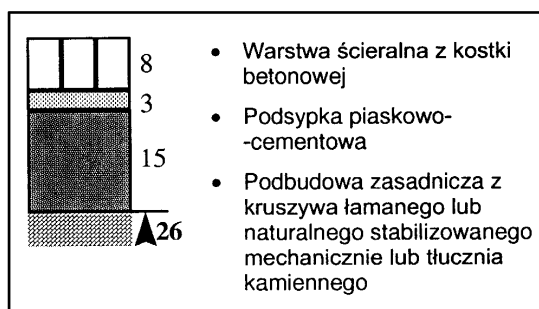 8
3
15
26
• Warstwa ścieralna z kostki
betonowej
• Podsypka piaskowo-
-cementowa
• Podbudowa zasadnicza z
kruszywa łamanego lub
naturalnego stabilizowanego
mechanicznie lub tłucznia
kamiennego